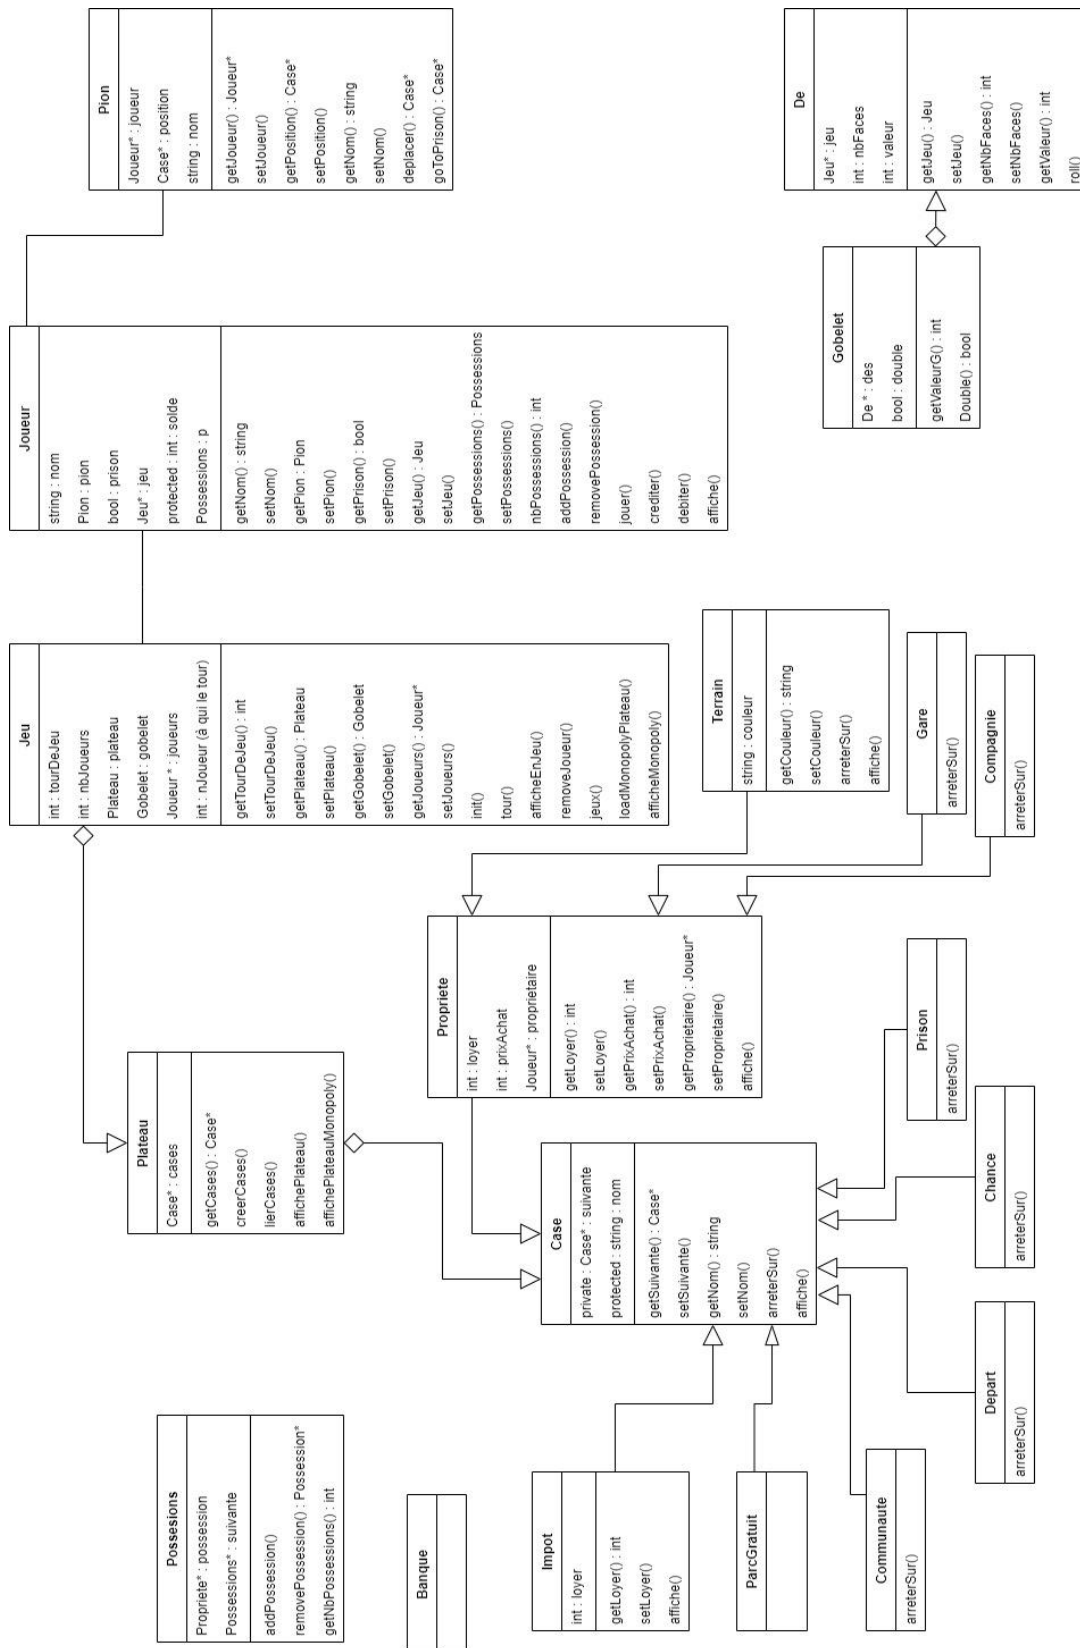 Possesions
Propriete* : possession
Possessions* : suivante
addPossession()
removePossession() : Possession*
getNbPossessions() : int
Plateau
Case* : cases
getCases() : Case*
creerCases()
lierCases()
affichePlateau()
affichePlateauMonopoly()
Jeu
int : tourDeJeu
int : nbJoueurs
Plateau : plateau
Gobelet : gobelet
Joueur * : joueurs
int : nJoueur (à qui le tour)
getTourDeJeu() : int
setTourDeJeu()
getPlateau() : Plateau
setPlateau()
getGobelet() : Gobelet
setGobelet()
getJoueurs() : Joueur*
setJoueurs()
init()
tour()
afficheEnJeu()
removeJoueur()
jeux()
loadMonopolyPlateau()
afficheMonopoly()
Joueur
string : nom
Pion : pion
bool : prison
Jeu* : jeu
protected : int : solde
Possessions : p
getNom() : string
setNom()
getPion : Pion
setPion()
getPrison() : bool
setPrison()
getJeu() : Jeu
setJeu()
getPossessions() : Possessions
setPossessions()
nbPossessions() : int
addPossession()
removePossession()
jouer()
crediter()
debiter()
affiche()
Pion
Joueur* : joueur
Case* : position
string : nom
getJoueur() : Joueur*
setJoueur()
getPosition() : Case*
setPosition()
getNom() : string
setNom()
deplacer() : Case*
goToPrison() : Case*
Banque
Propriete
int : loyer
int : prixAchat
Joueur* : proprietaire
getLoyer() : int
setLoyer()
getPrixAchat() : int
setPrixAchat()
getProprietaire() : Joueur*
setProprietaire()
affiche()
Case
private : Case* : suivante
protected : string : nom
getSuivante() : Case*
setSuivante()
getNom() : string
setNom()
arreterSur()
affiche()
Impot
int : loyer
getLoyer() : int
setLoyer()
affiche()
ParcGratuit
Terrain
string : couleur
getCouleur() : string
setCouleur()
arreterSur()
affiche()
De
Jeu* : jeu
int : nbFaces
int : valeur
getJeu() : Jeu
setJeu()
getNbFaces() : int
setNbFaces()
getValeur() : int
roll()
Gobelet
De * : des
bool : double
getValeurG() : int
Double() : bool
Communaute
arreterSur()
Prison
arreterSur()
Gare
arreterSur()
Depart
arreterSur()
Chance
arreterSur()
Compagnie
arreterSur()